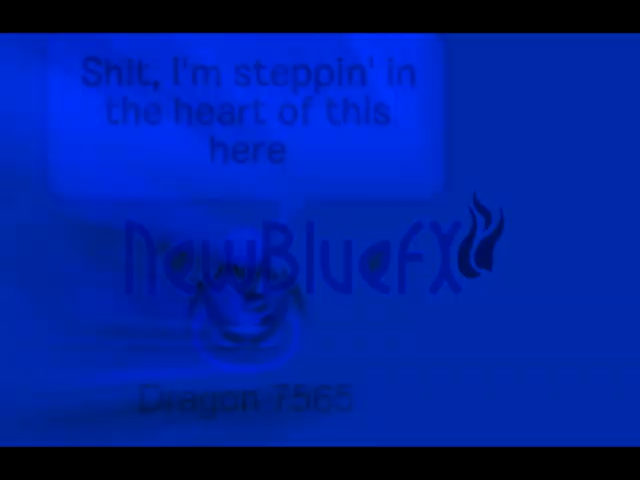 Shit, I'm steppin' in
the heart of this
here
NewBlueFX
Dragon 7565